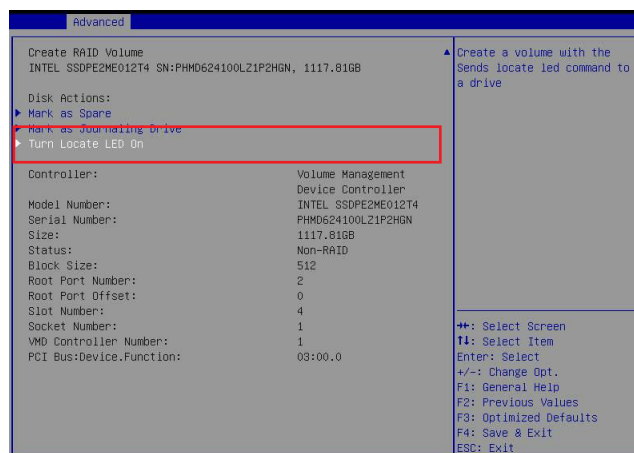 Advanced
Create RAID Volume
INTEL SSDPE2ME012T4 SN:PHMD624100LZ1P2HGN, 1117.81GB
Disk Actions:
Mark as Spare
Mark as Journaling Drive
Turn Locate LED On
Controller: Volume Management
Device Controller
Model Number: INTEL SSDPE2ME012T4
Serial Number: PHMD624100LZ1P2HGN
Size: 1117.81GB
Status: Non-RAID
Block Size: 512
Root Port Number: 2
Root Port Offset: 0
Slot Number: 4
Socket Number: 1
VMD Controller Number: 1
PCI Bus:Device.Function: 03:00.0
Create a volume with the
Sends locate led command to
a drive
→←: Select Screen
↑↓: Select Item
Enter: Select
+/-: Change Opt.
F1: General Help
F2: Previous Values
F3: Optimized Defaults
F4: Save & Exit
ESC: Exit